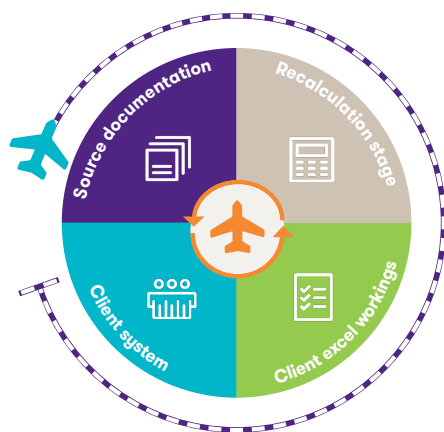 Source documentation
Recalculation stage
Client system
Client excel workings